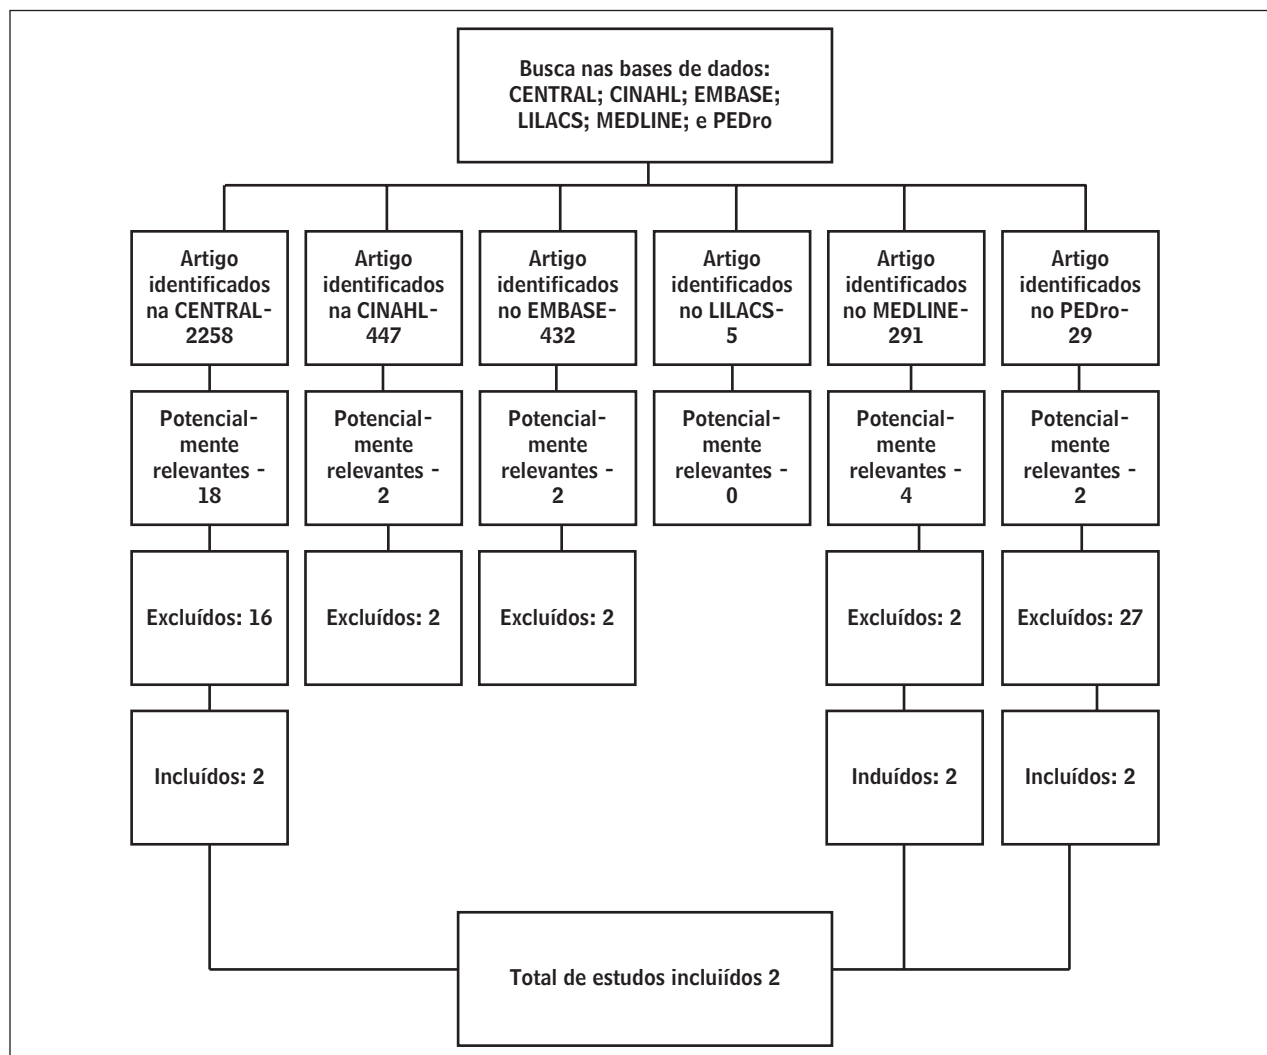 Busca nas bases de dados:
CENTRAL; CINAHL; EMBASE;
LILACS; MEDLINE; e PEDro
Artigo
identificados
na CENTRAL-
2258
Artigo
identificados
na CINAHL-
447
Artigo
identificados
no EMBASE-
432
Artigo
identificados
no LILACS-
5
Artigo
identificados
no MEDLINE-
291
Artigo
identificados
no PEDro-
29
Potencial-
mente
relevantes -
18
Potencial-
mente
relevantes -
2
Potencial-
mente
relevantes -
2
Potencial-
mente
relevantes -
0
Potencial-
mente
relevantes -
4
Potencial-
mente
relevantes -
2
Excluídos: 16
Excluídos: 2
Excluídos: 2
Excluídos: 2
Excluídos: 27
Incluídos: 2
Induídos: 2
Incluídos: 2
Total de estudos incluiídos 2